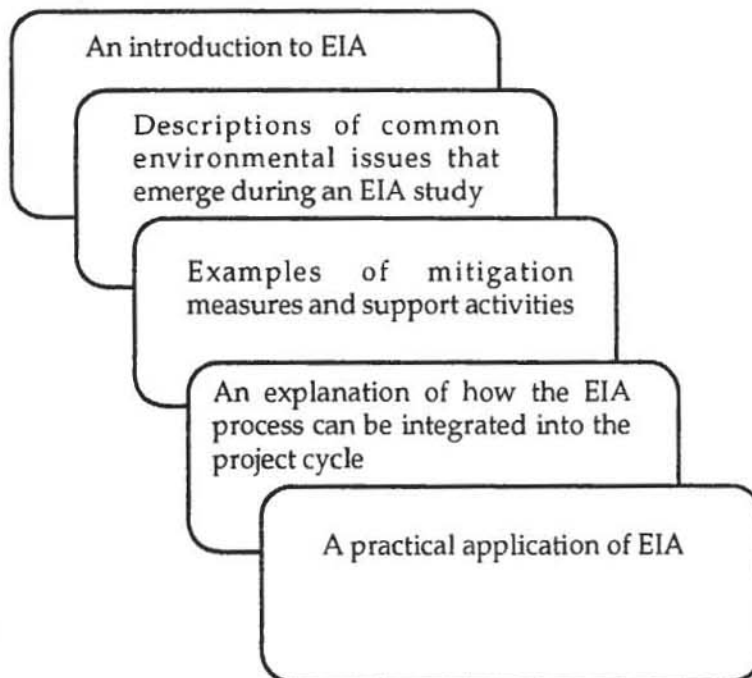 An introduction to EIA
Descriptions of common
environmental issues that
emerge during an EIA study
Examples of mitigation
measures and support activities
An explanation of how the EIA
process can be integrated into the
project cycle
A practical application of EIA